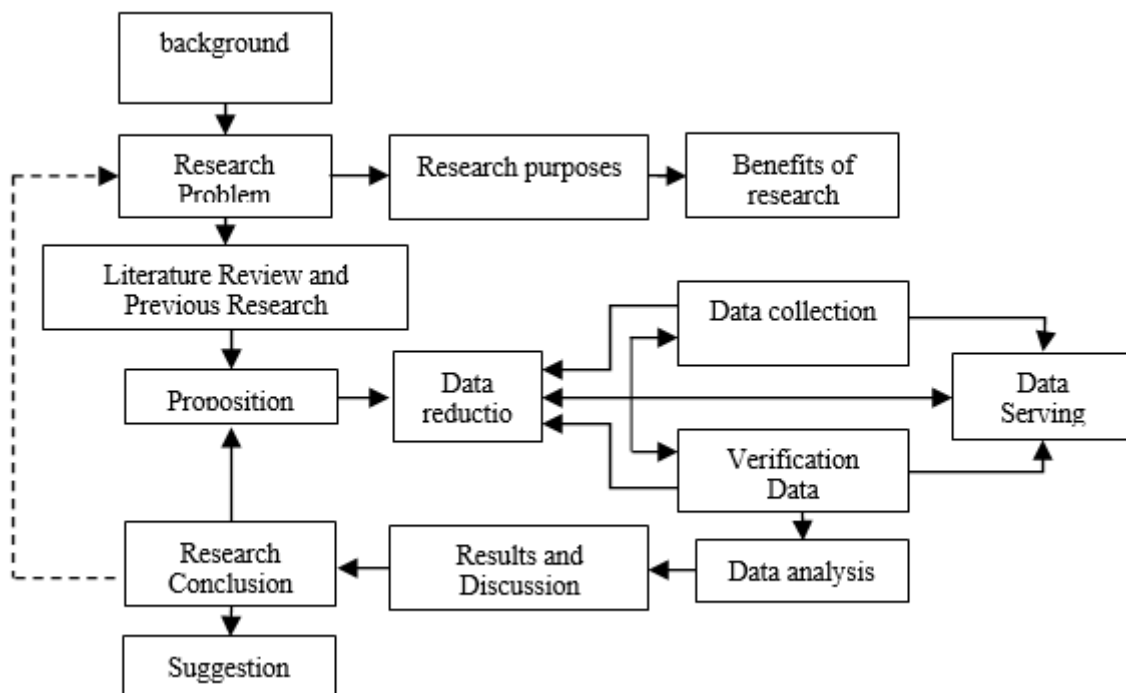 background
Research
Problem
Research purposes
Benefits of
research
Literature Review and
Previous Research
Data collection
Proposition
Data
reductio
Data
Serving
Verification
Data
Research
Conclusion
Results and
Discussion
Data analysis
Suggestion